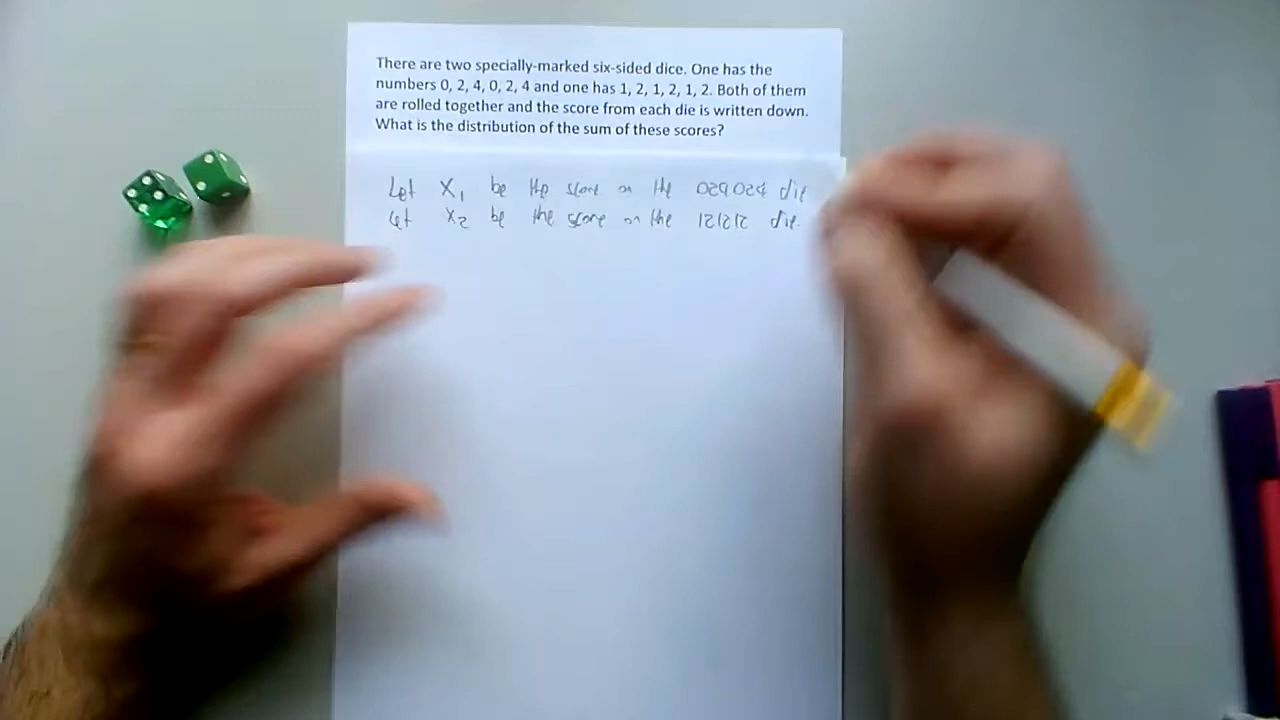 There are two specially-marked six-sided dice. One has the
numbers 0, 2, 4, 0, 2, 4 and one has 1, 2, 1, 2, 1, 2. Both of them
are rolled together and the score from each die is written down.
What is the distribution of the sum of these scores?
Let X₁ be the score on the 024024 die
Let X₂ be the score on the 121212 die.